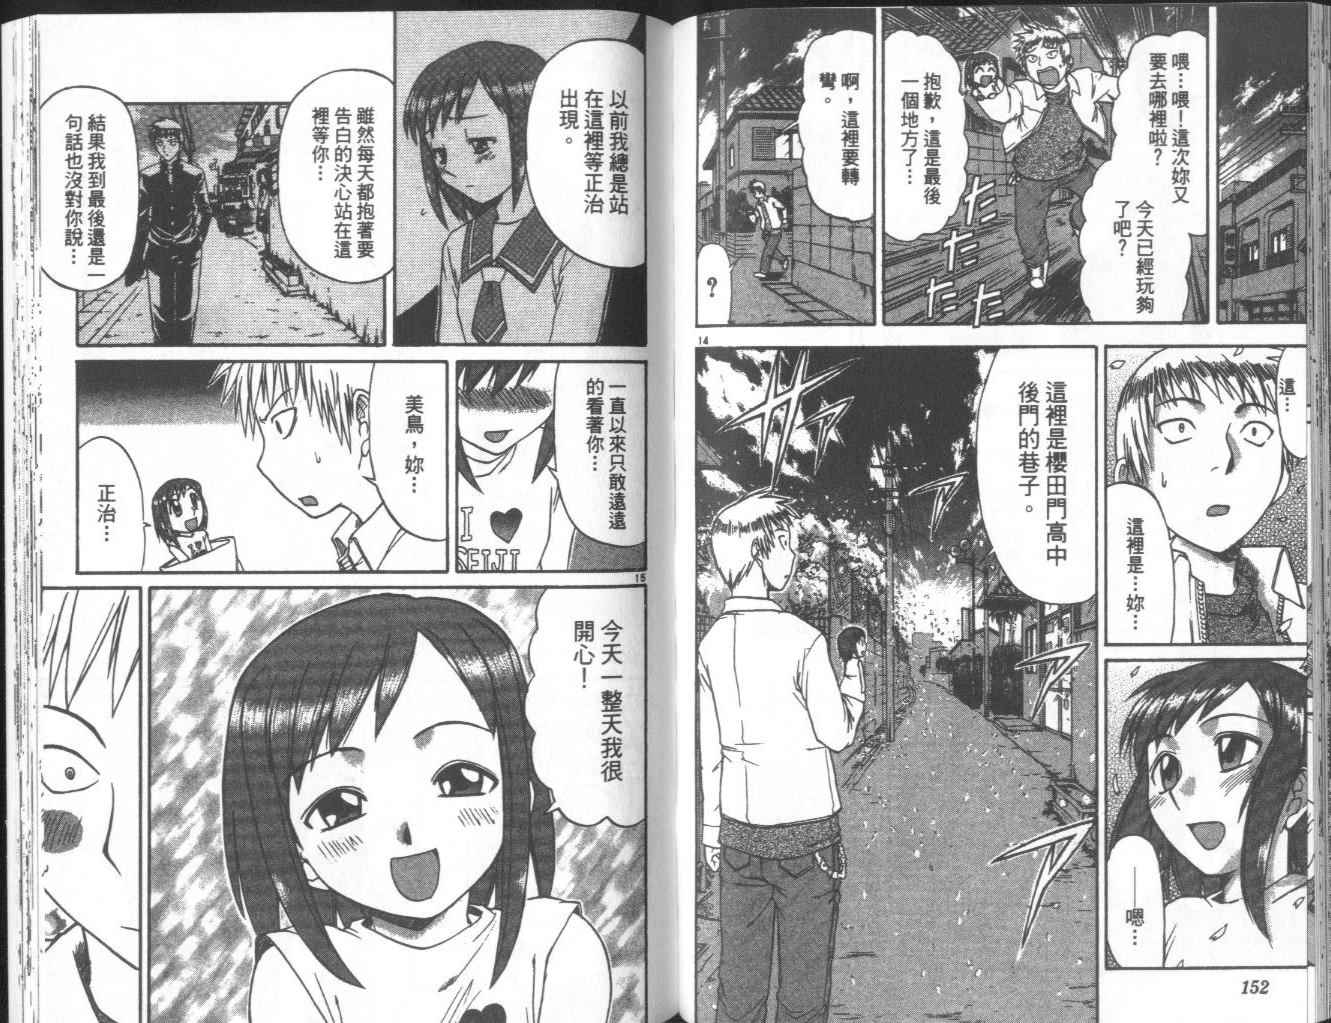 喂…喂！這次妳又
要去哪裡啦？
今天已經玩夠
了吧？
抱歉，這是最後
一個地方了…
たたたた
啊，這裡要轉
彎。
？
14
這…
這裡是…妳…
這裡是櫻田門高中
後門的巷子。
嗯…
152
以前我總是站
在這裡等正治
出現。
雖然每天都抱著要
告白的決心站在這
裡等你…
結果我到最後還是一
句話也沒對你說…
一直以來只敢遠遠
的看著你…
I ♥
SEIJI
美鳥，妳…
正治…
15
今天一整天我很
開心！